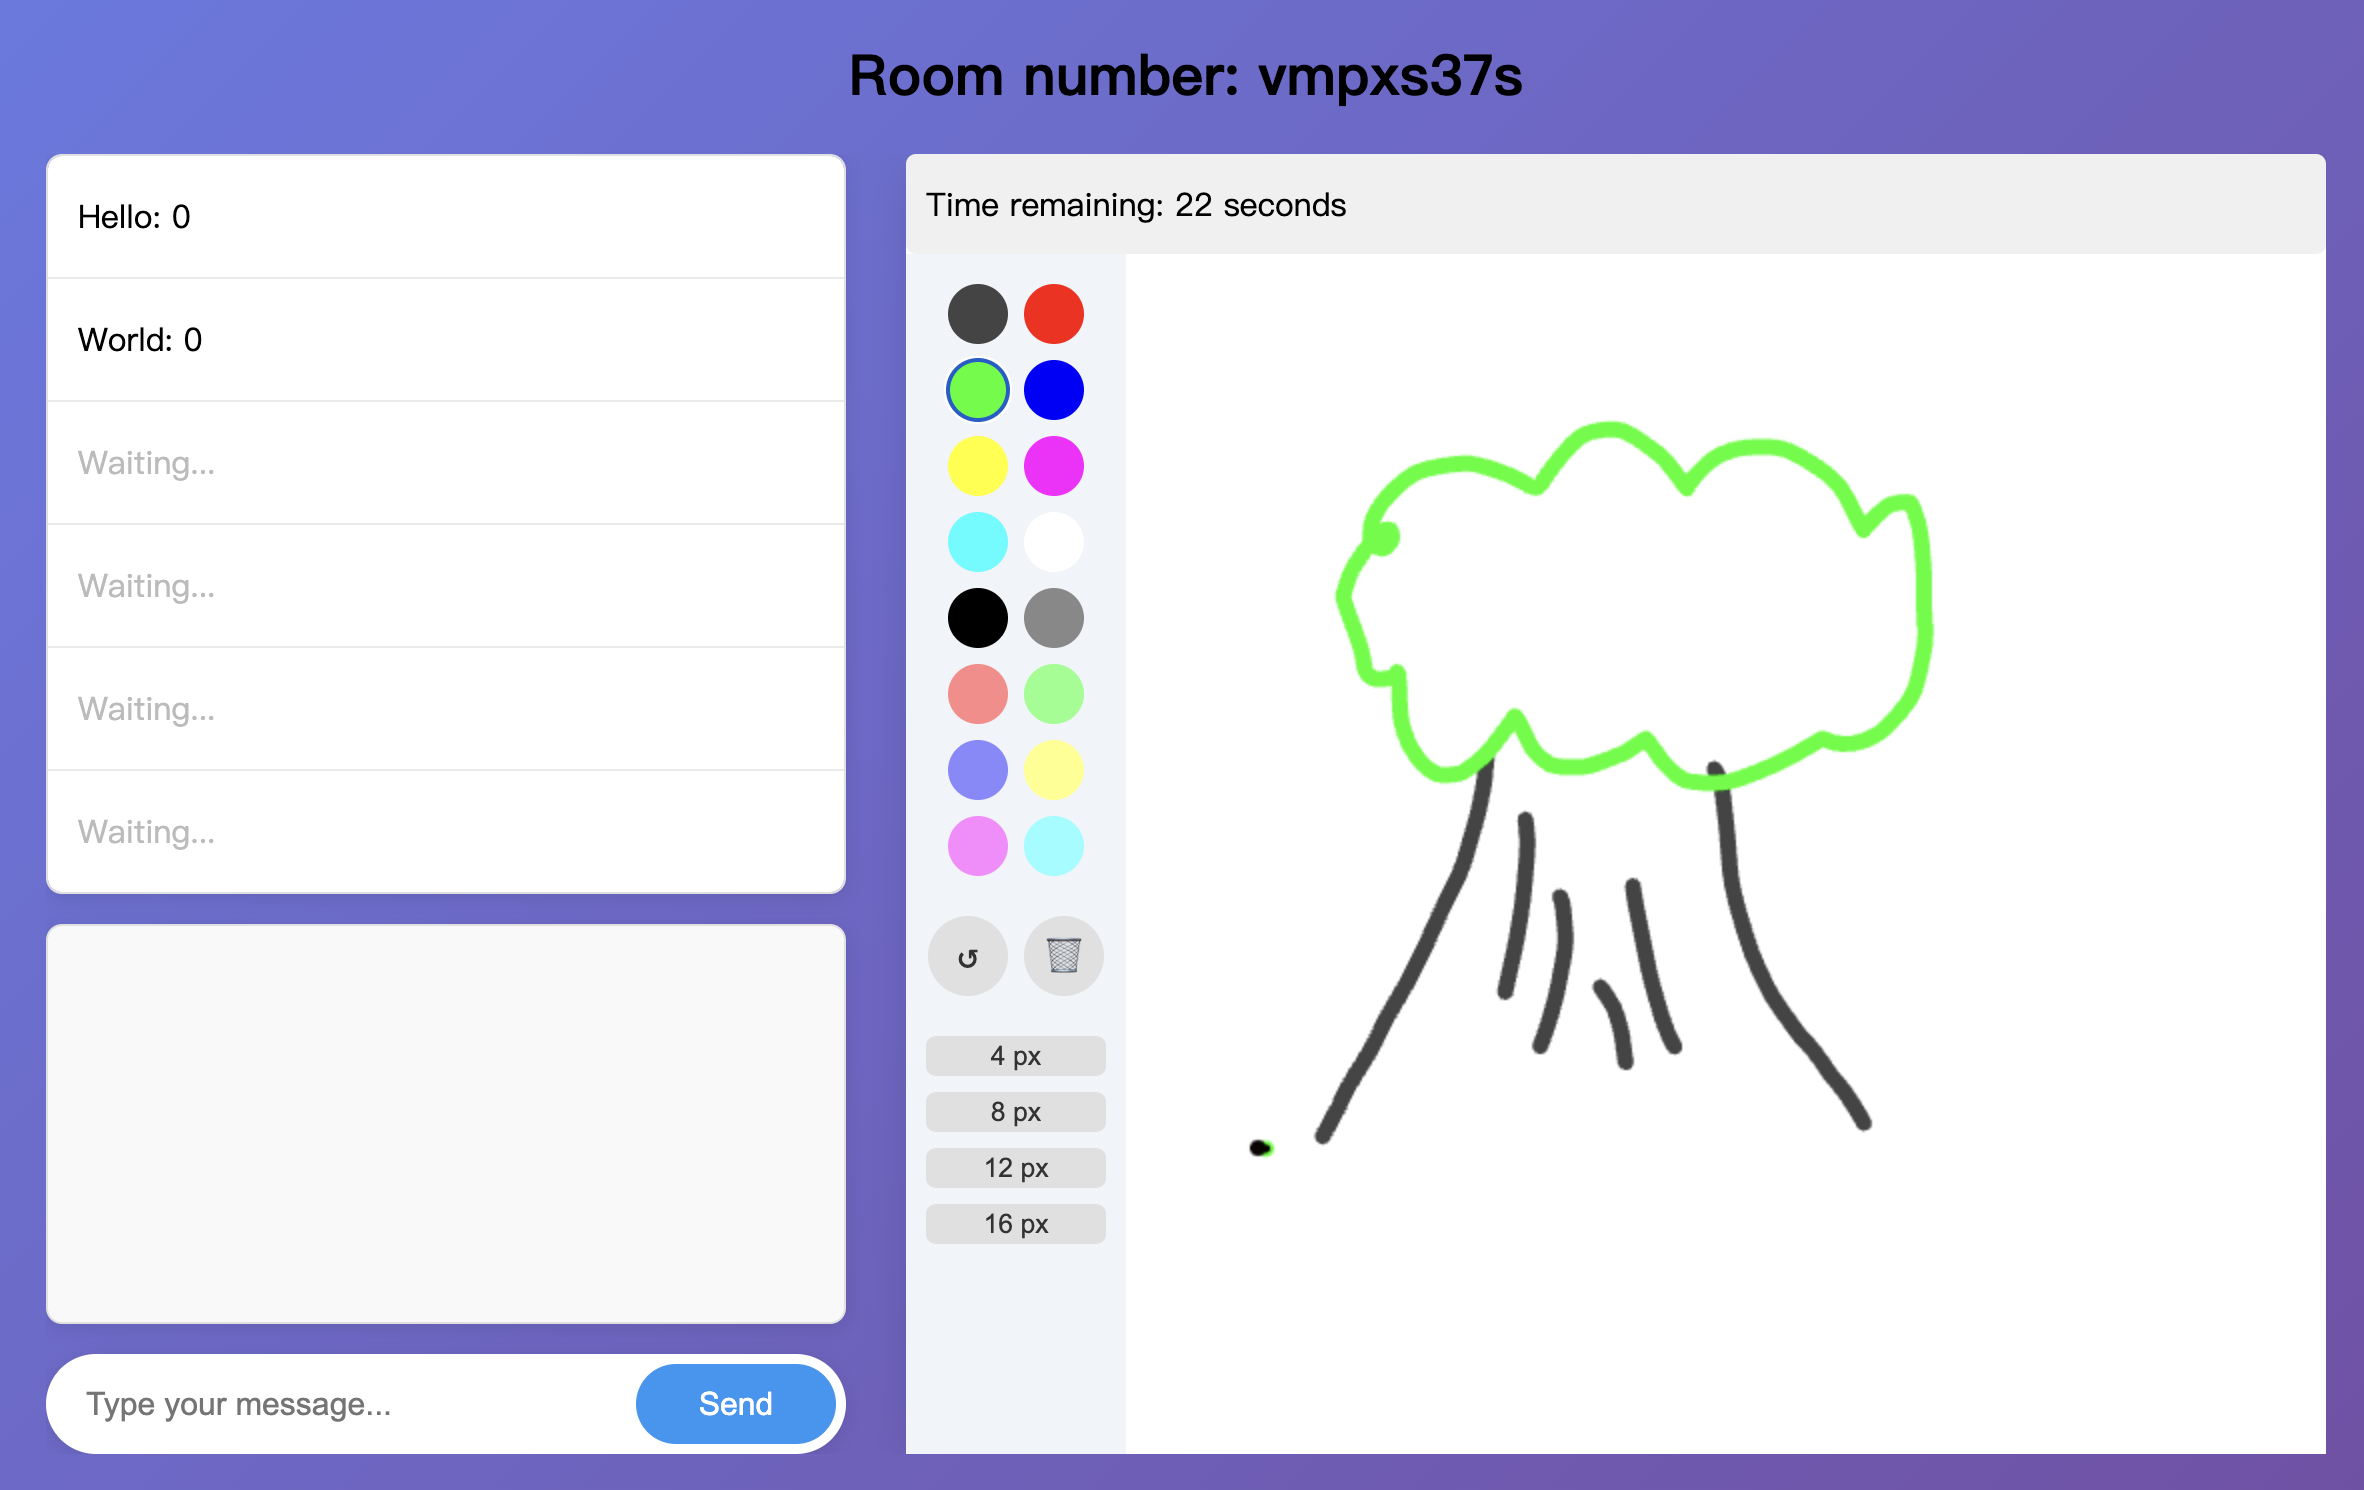 Room number: vmpxs37s
Hello: 0
World: 0
Waiting...
Waiting...
Waiting...
Waiting...
Type your message...
Send
Time remaining: 22 seconds
↺
4 px
8 px
12 px
16 px